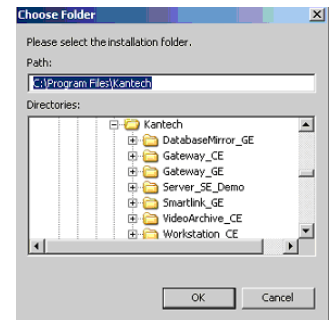 Choose Folder
Please select the installation folder.
Path:
C:\Program Files\Kantech
Directories:
Kantech
DatabaseMirror_GE
Gateway_CE
Gateway_GE
Server_SE_Demo
Smartlink_GE
VideoArchive_CE
Workstation_CE
OK
Cancel